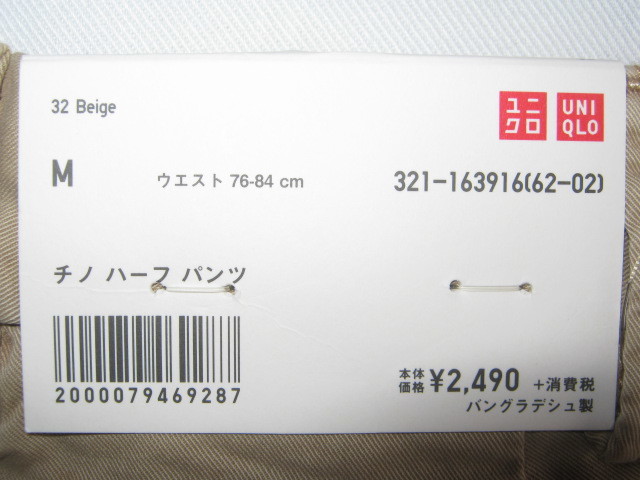 32 Beige
ユニクロ
UNIQLO
M ウエスト 76-84 cm 321-163916(62-02)
チノ ハーフ パンツ
2000079469287
本体価格 ¥2,490 +消費税
バングラデシュ製